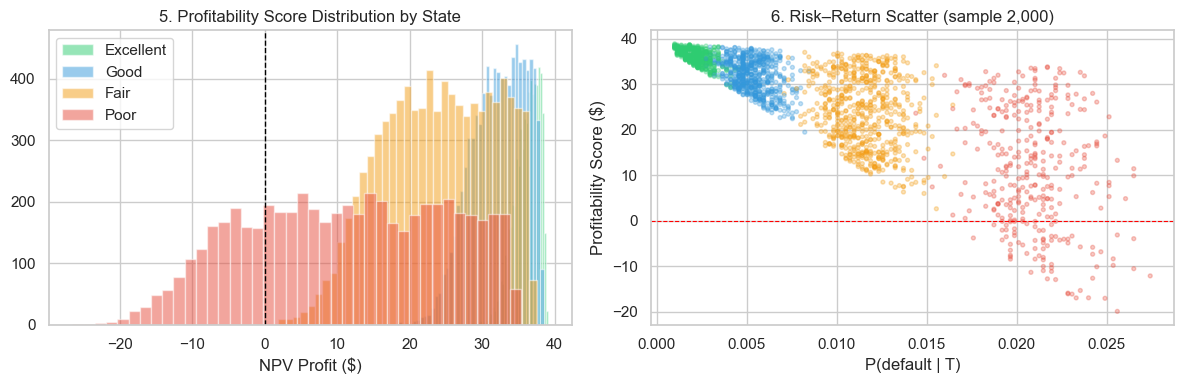 5. Profitability Score Distribution by State
Excellent
Good
Fair
Poor
400
300
200
100
0
−20
−10
0
10
20
30
40
NPV Profit ($)
6. Risk–Return Scatter (sample 2,000)
Profitability Score ($)
40
30
20
10
0
−10
−20
0.000
0.005
0.010
0.015
0.020
0.025
P(default | T)